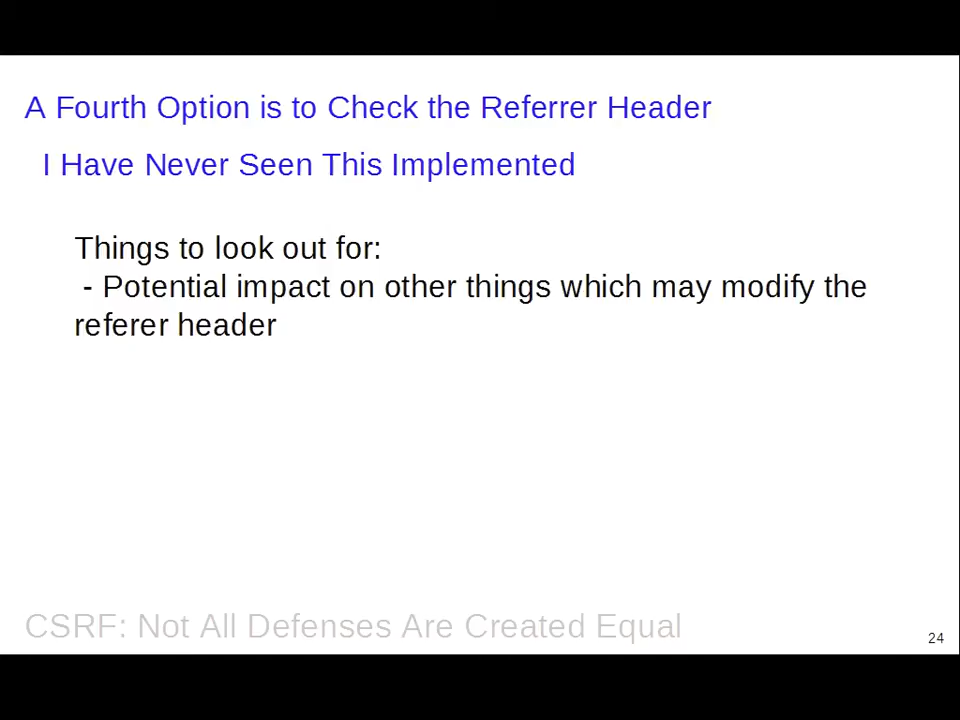 A Fourth Option is to Check the Referrer Header
I Have Never Seen This Implemented
Things to look out for:
- Potential impact on other things which may modify the
referer header
CSRF: Not All Defenses Are Created Equal
24